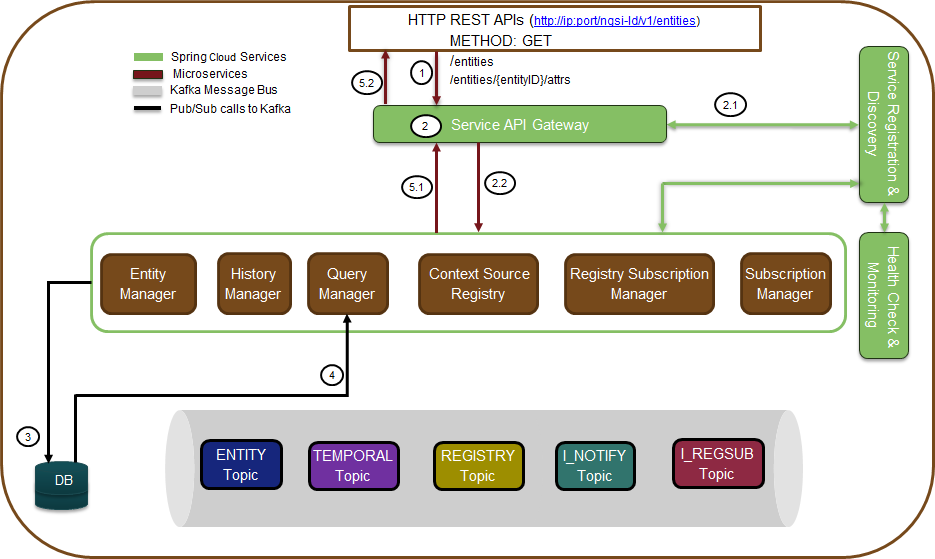 HTTP REST APIs (http://ip:port/ngsi-ld/v1/entities)
METHOD: GET
/entities
/entities/{entityID}/attrs
Spring Cloud Services
Microservices
Kafka Message Bus
Pub/Sub calls to Kafka
5.2
1
2
Service API Gateway
2.1
Service Registration &
Discovery
5.1
2.2
Entity
Manager
History
Manager
Query
Manager
Context Source
Registry
Registry Subscription
Manager
Subscription
Manager
Health Check &
Monitoring
4
3
DB
ENTITY
Topic
TEMPORAL
Topic
REGISTRY
Topic
I_NOTIFY
Topic
I_REGSUB
Topic